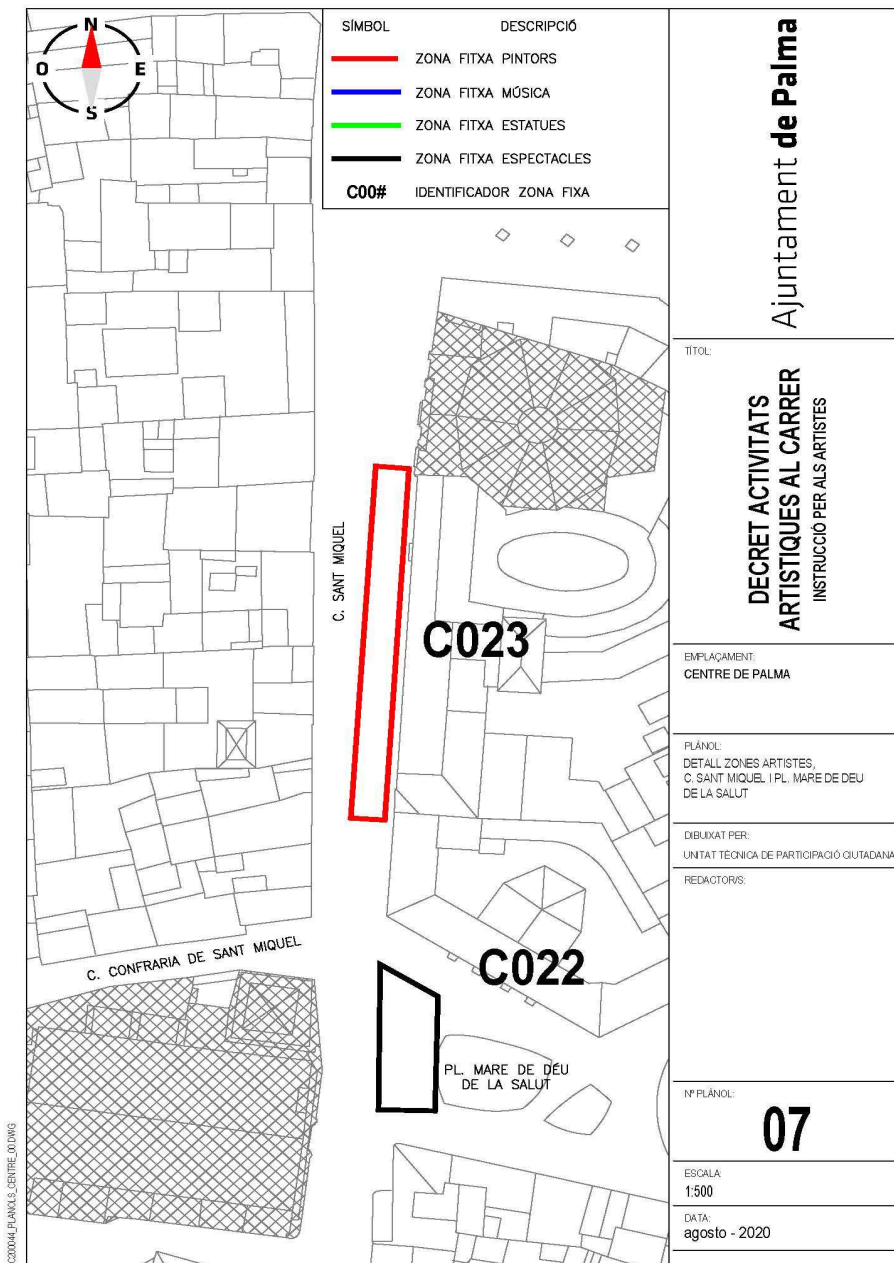 N
O
E
S
SÍMBOL DESCRIPCIÓ
ZONA FITXA PINTORS
ZONA FITXA MÚSICA
ZONA FITXA ESTATUES
ZONA FITXA ESPECTACLES
C00# IDENTIFICADOR ZONA FIXA
C. SANT MIQUEL
C023
C. CONFRARIA DE SANT MIQUEL
C022
PL. MARE DE DÉU
DE LA SALUT
Ajuntament de Palma
TÍTOL:
DECRET ACTIVITATS
ARTISTIQUES AL CARRER
INSTRUCCIÓ PER ALS ARTISTES
EMPLAÇAMENT:
CENTRE DE PALMA
PLÀNOL:
DETALL ZONES ARTISTES,
C. SANT MIQUEL I PL. MARE DE DEU
DE LA SALUT
DIBUIXAT PER:
UNITAT TÈCNICA DE PARTICIPACIÓ CIUTADANA
REDACTOR/S:
Nº PLÀNOL:
07
ESCALA:
1:500
DATA:
agosto - 2020
C200044_PLANOLS_CENTRE_00.DWG